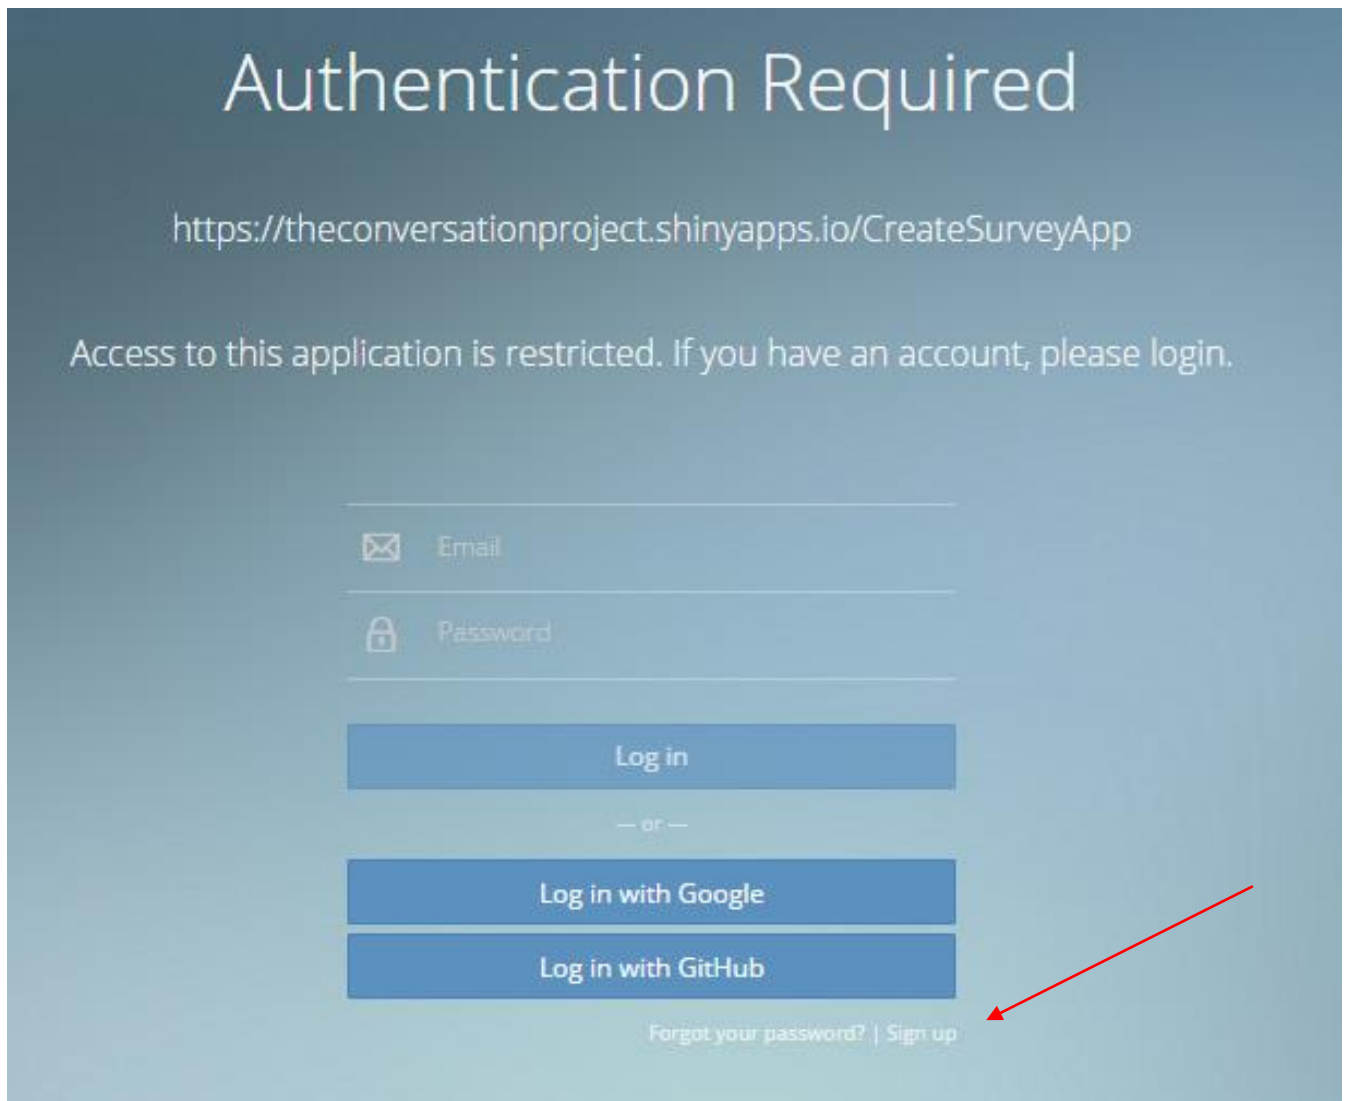 Authentication Required
https://theconversationproject.shinyapps.io/CreateSurveyApp
Access to this application is restricted. If you have an account, please login.
Email
Password
Log in
— or —
Log in with Google
Log in with GitHub
Forgot your password? | Sign up